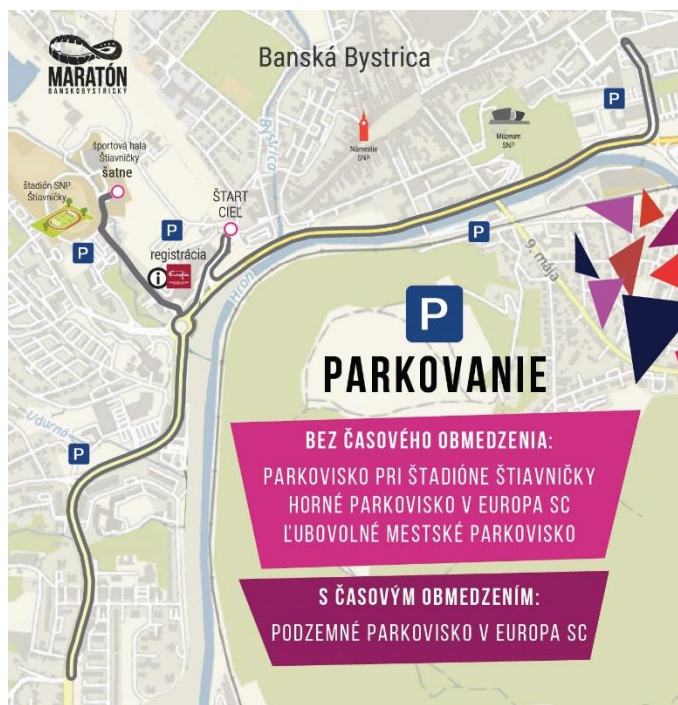 MARATÓN
BANSKOBYSTRICKÝ
Banská Bystrica
P
Bystrica
Námestie
SNP
Múzeum
SNP
športová hala
Štiavničky
šatne
štadión SNP
Štiavničky
P
P
ŠTART
CIEĽ
registrácia
i
P
9. mája
Hron
Udurná
P
P
PARKOVANIE
BEZ ČASOVÉHO OBMEDZENIA:
PARKOVISKO PRI ŠTADIÓNE ŠTIAVNIČKY
HORNÉ PARKOVISKO V EUROPA SC
ĽUBOVOLNÉ MESTSKÉ PARKOVISKO
S ČASOVÝM OBMEDZENÍM:
PODZEMNÉ PARKOVISKO V EUROPA SC